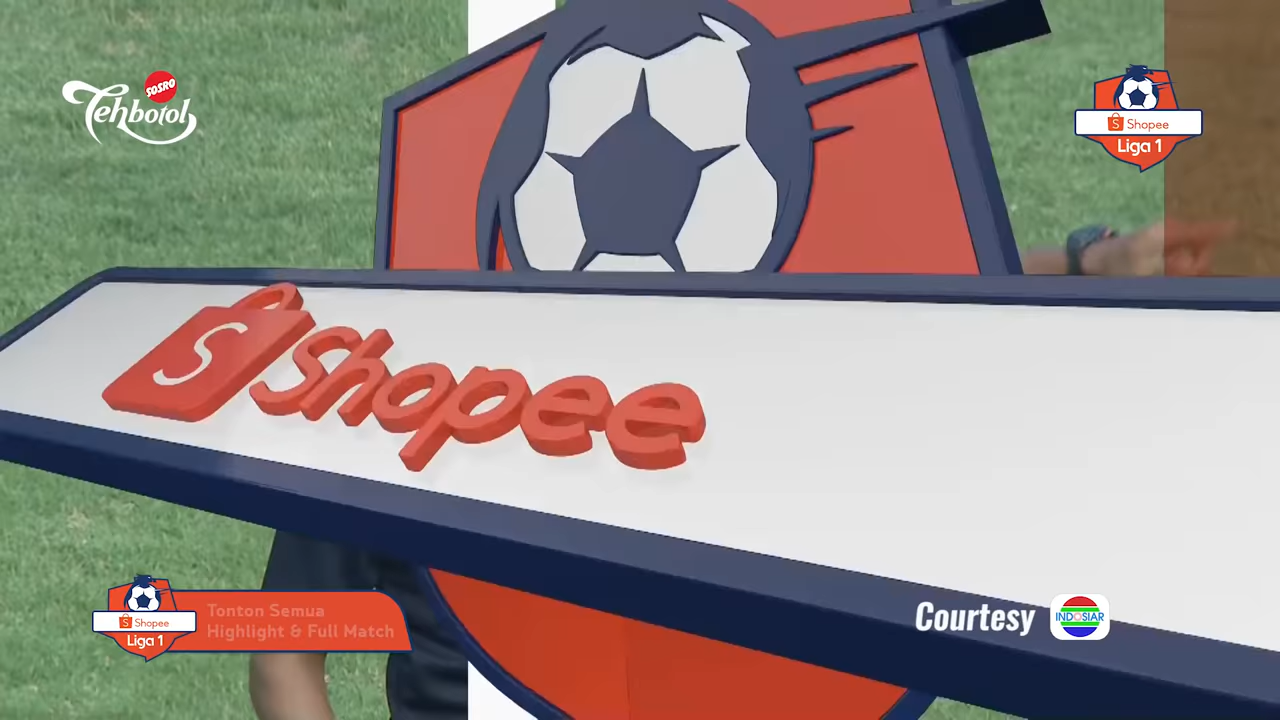 SOSRO
Tehbotol
S Shopee
Liga 1
S Shopee
S Shopee
Liga 1
Tonton Semua
Highlight & Full Match
Courtesy
INDOSIAR